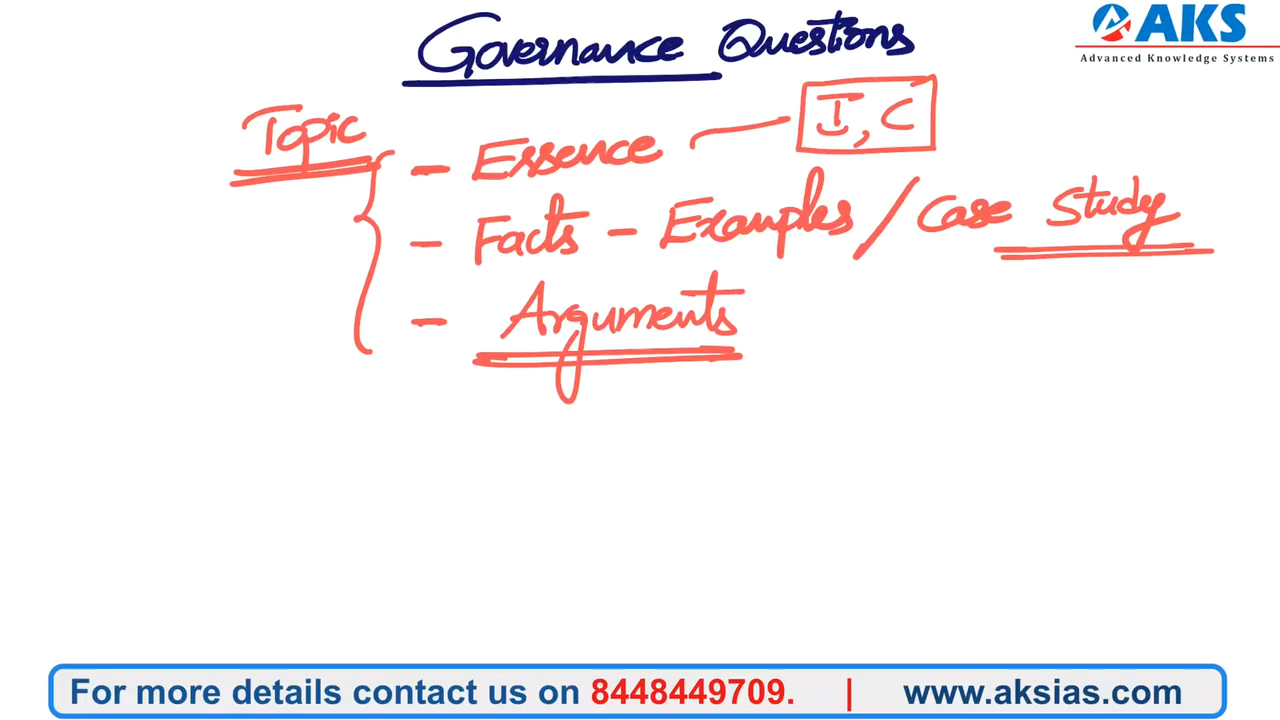 Governance Questions
AKS
Advanced Knowledge Systems
Topic
- Essence — I, C
- Facts - Examples / Case Study
- Arguments
For more details contact us on 8448449709. | www.aksias.com